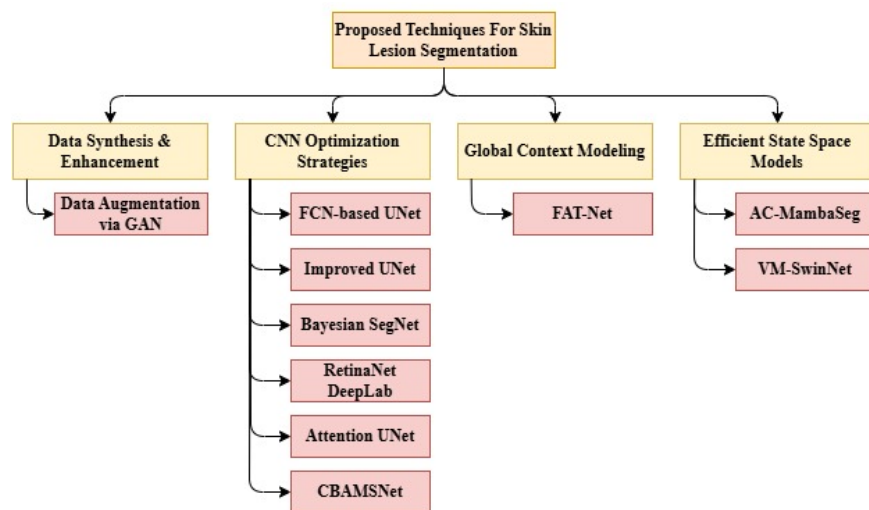 Proposed Techniques For Skin
Lesion Segmentation
Data Synthesis &
Enhancement
Data Augmentation
via GAN
CNN Optimization
Strategies
FCN-based UNet
Improved UNet
Bayesian SegNet
RetinaNet
DeepLab
Attention UNet
CBAMSNet
Global Context Modeling
FAT-Net
Efficient State Space
Models
AC-MambaSeg
VM-SwinNet